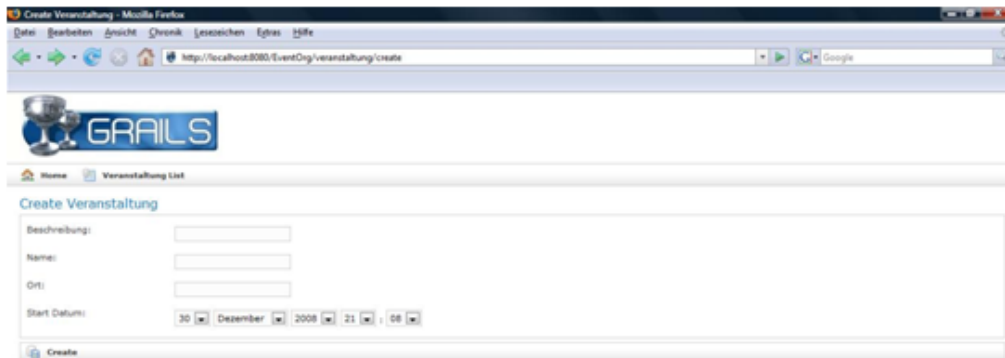 Create Veranstaltung - Mozilla Firefox
Datei Bearbeiten Ansicht Chronik Lesezeichen Extras Hilfe
http://localhost:8080/EventOrg/veranstaltung/create
Google
GRAILS
Home Veranstaltung List
Create Veranstaltung
Beschreibung:
Name:
Ort:
Start Datum:
30 Dezember 2008 21 : 08
Create